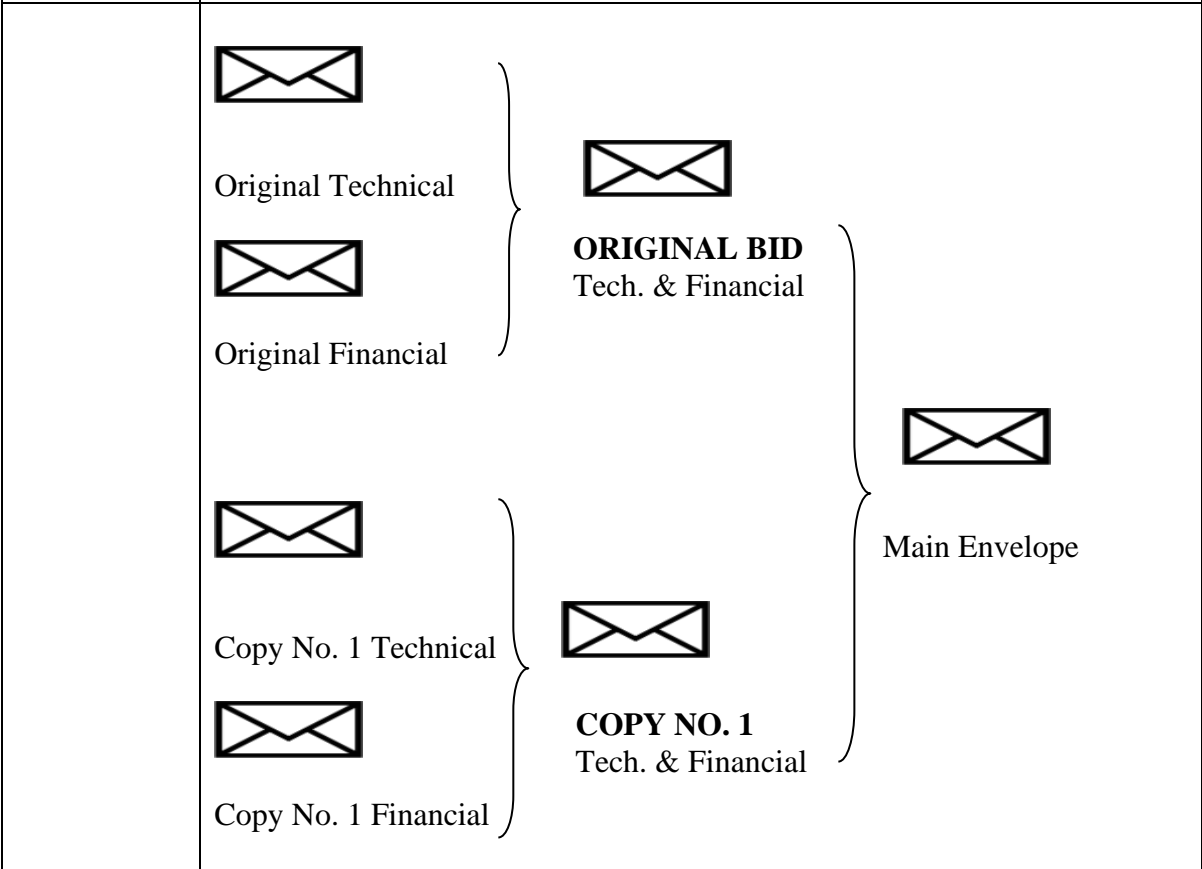 Original Technical
ORIGINAL BID
Tech. & Financial
Original Financial
Main Envelope
Copy No. 1 Technical
COPY NO. 1
Tech. & Financial
Copy No. 1 Financial